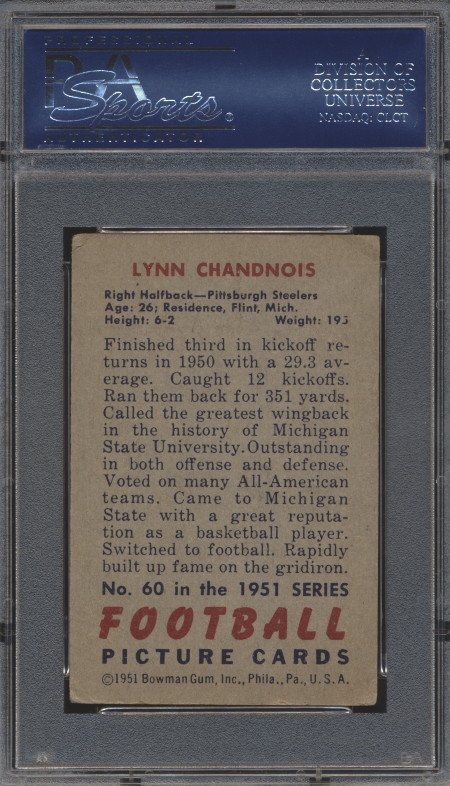 PROFESSIONAL
PSA
Sports
AUTHENTICATOR
A
DIVISION OF
COLLECTORS
UNIVERSE
NASDAQ: CLCT
LYNN CHANDNOIS
Right Halfback—Pittsburgh Steelers
Age: 26; Residence, Flint, Mich.
Height: 6-2 Weight: 195
Finished third in kickoff re-
turns in 1950 with a 29.3 av-
erage. Caught 12 kickoffs.
Ran them back for 351 yards.
Called the greatest wingback
in the history of Michigan
State University. Outstanding
in both offense and defense.
Voted on many All-American
teams. Came to Michigan
State with a great reputa-
tion as a basketball player.
Switched to football. Rapidly
built up fame on the gridiron.
No. 60 in the 1951 SERIES
FOOTBALL
PICTURE CARDS
©1951 Bowman Gum, Inc., Phila., Pa., U.S.A.